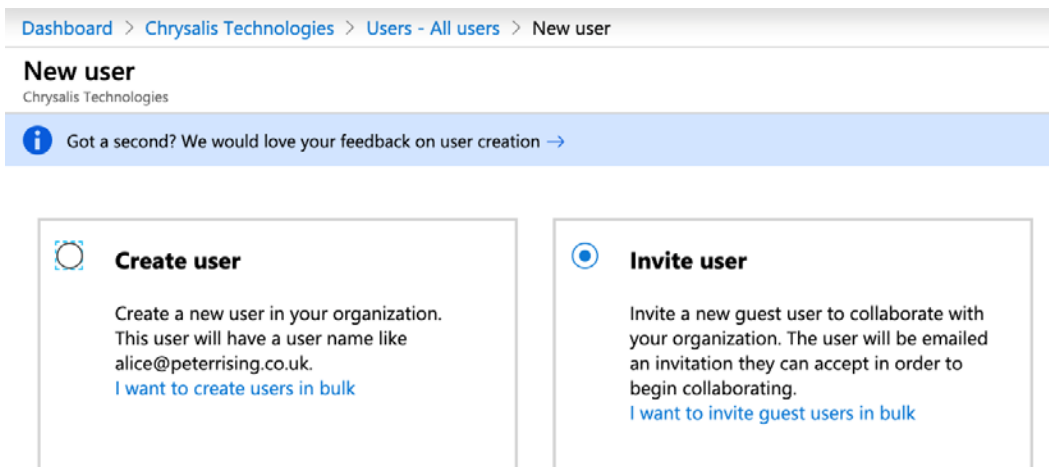 Dashboard > Chrysalis Technologies > Users - All users > New user
New user
Chrysalis Technologies
Got a second? We would love your feedback on user creation →
Create user
Create a new user in your organization.
This user will have a user name like
alice@peterrising.co.uk.
I want to create users in bulk
Invite user
Invite a new guest user to collaborate with
your organization. The user will be emailed
an invitation they can accept in order to
begin collaborating.
I want to invite guest users in bulk